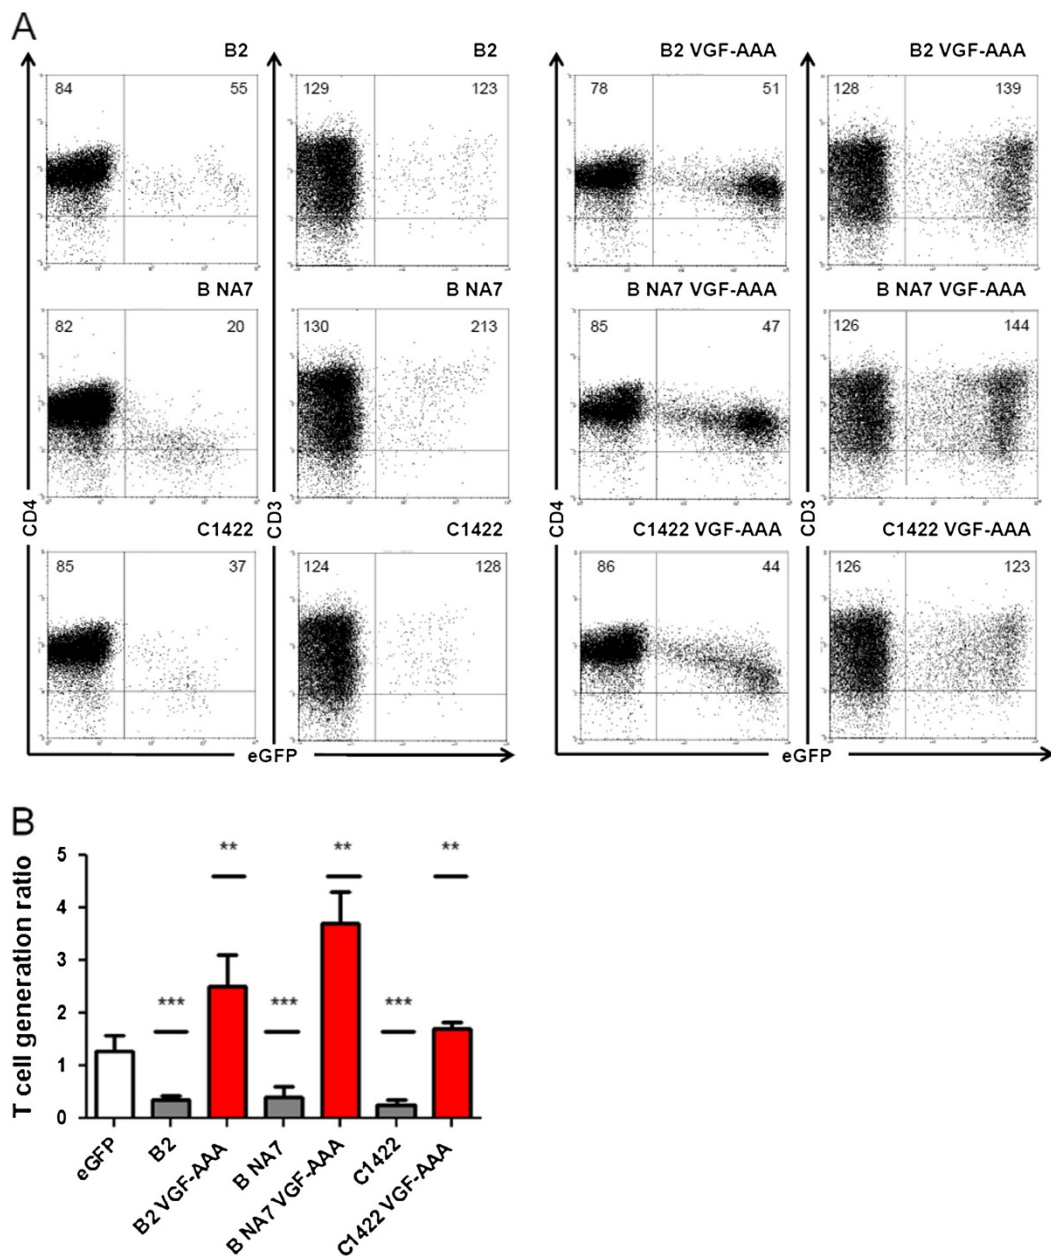 A
B2
B2
B2 VGF-AAA
B2 VGF-AAA
84
55
129
123
78
51
128
139
B NA7
B NA7
B NA7 VGF-AAA
B NA7 VGF-AAA
82
20
130
213
85
47
126
144
CD4
CD3
CD4
CD3
C1422
C1422
C1422 VGF-AAA
C1422 VGF-AAA
85
37
124
128
86
44
126
123
eGFP
eGFP
B
T cell generation ratio
5
4
3
2
1
0
***
**
***
**
***
**
eGFP
B2
B2 VGF-AAA
B NA7
B NA7 VGF-AAA
C1422
C1422 VGF-AAA